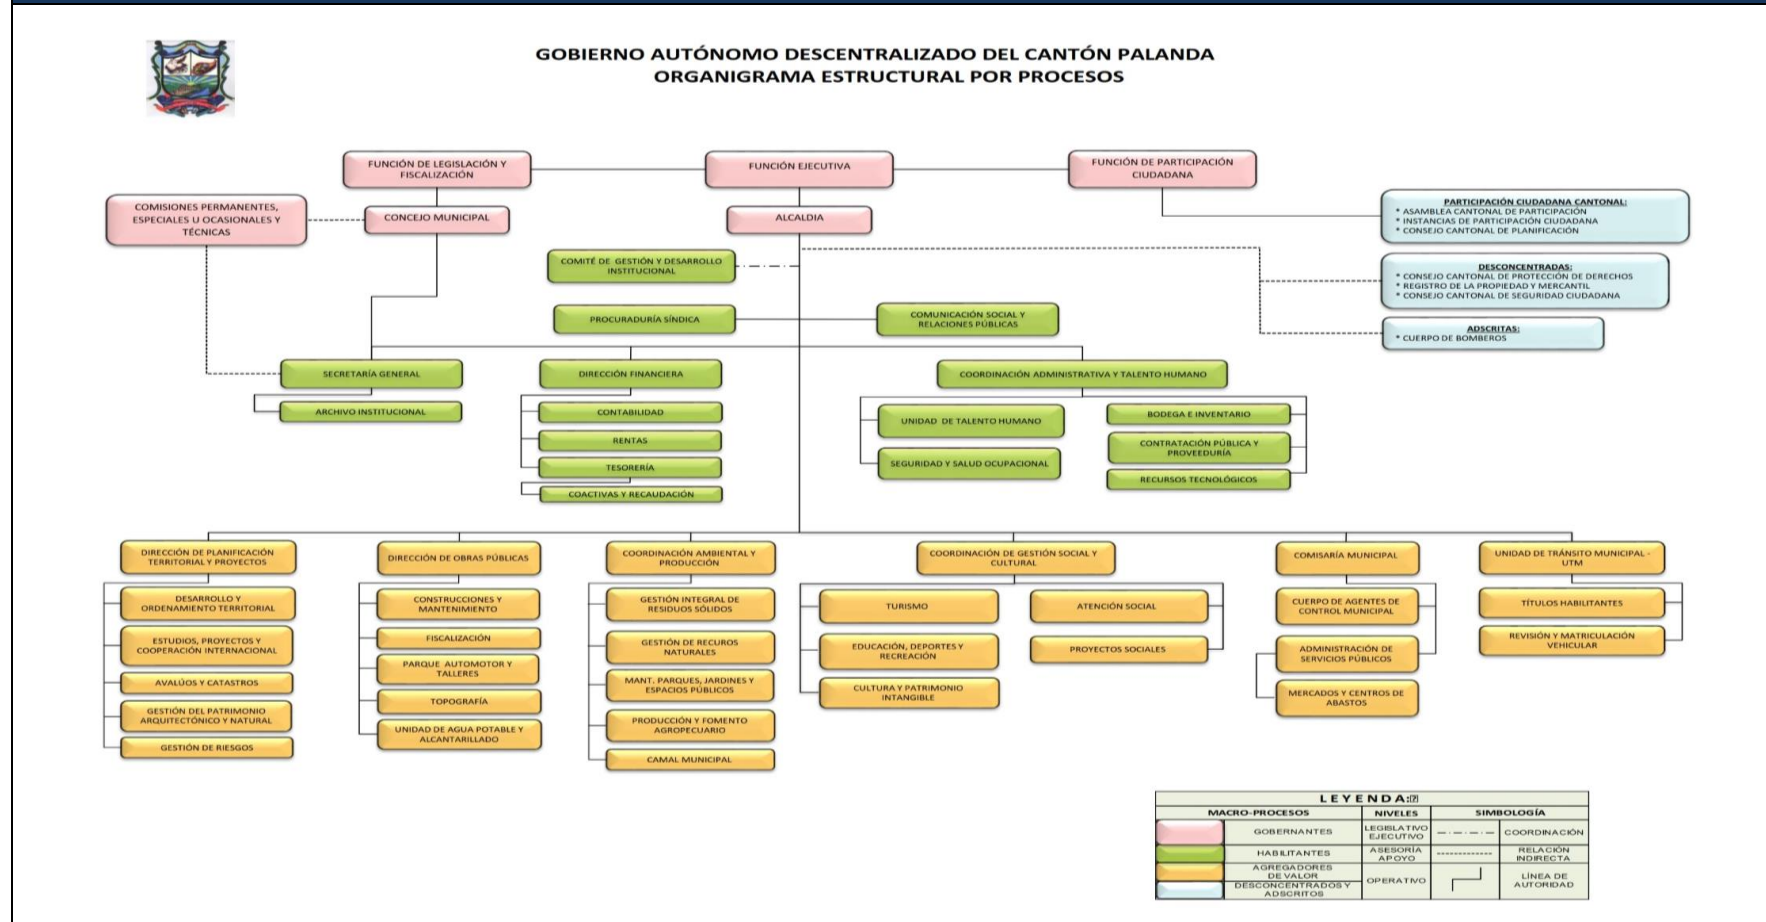 GOBIERNO AUTÓNOMO DESCENTRALIZADO DEL CANTÓN PALANDA
ORGANIGRAMA ESTRUCTURAL POR PROCESOS
FUNCIÓN DE LEGISLACIÓN Y
FISCALIZACIÓN
FUNCIÓN EJECUTIVA
FUNCIÓN DE PARTICIPACIÓN
CIUDADANA
COMISIONES PERMANENTES,
ESPECIALES U OCASIONALES Y
TÉCNICAS
CONCEJO MUNICIPAL
ALCALDIA
PARTICIPACIÓN CIUDADANA CANTONAL:
* ASAMBLEA CANTONAL DE PARTICIPACIÓN
* INSTANCIAS DE PARTICIPACIÓN CIUDADANA
* CONSEJO CANTONAL DE PLANIFICACIÓN
COMITÉ DE GESTIÓN Y DESARROLLO
INSTITUCIONAL
DESCONCENTRADAS:
* CONSEJO CANTONAL DE PROTECCIÓN DE DERECHOS
* REGISTRO DE LA PROPIEDAD Y MERCANTIL
* CONSEJO CANTONAL DE SEGURIDAD CIUDADANA
PROCURADURÍA SÍNDICA
COMUNICACIÓN SOCIAL Y
RELACIONES PÚBLICAS
ADSCRITAS:
* CUERPO DE BOMBEROS
SECRETARÍA GENERAL
ARCHIVO INSTITUCIONAL
DIRECCIÓN FINANCIERA
CONTABILIDAD
RENTAS
TESORERÍA
COACTIVAS Y RECAUDACIÓN
COORDINACIÓN ADMINISTRATIVA Y TALENTO HUMANO
UNIDAD DE TALENTO HUMANO
SEGURIDAD Y SALUD OCUPACIONAL
BODEGA E INVENTARIO
CONTRATACIÓN PÚBLICA Y
PROVEEDURÍA
RECURSOS TECNOLÓGICOS
DIRECCIÓN DE PLANIFICACIÓN
TERRITORIAL Y PROYECTOS
DESARROLLO Y
ORDENAMIENTO TERRITORIAL
ESTUDIOS, PROYECTOS Y
COOPERACIÓN INTERNACIONAL
AVALÚOS Y CATASTROS
GESTIÓN DEL PATRIMONIO
ARQUITECTÓNICO Y NATURAL
GESTIÓN DE RIESGOS
DIRECCIÓN DE OBRAS PÚBLICAS
CONSTRUCCIONES Y
MANTENIMIENTO
FISCALIZACIÓN
PARQUE AUTOMOTOR Y
TALLERES
TOPOGRAFÍA
UNIDAD DE AGUA POTABLE Y
ALCANTARILLADO
COORDINACIÓN AMBIENTAL Y
PRODUCCIÓN
GESTIÓN INTEGRAL DE
RESIDUOS SÓLIDOS
GESTIÓN DE RECUROS
NATURALES
MANT. PARQUES, JARDINES Y
ESPACIOS PÚBLICOS
PRODUCCIÓN Y FOMENTO
AGROPECUARIO
CAMAL MUNICIPAL
COORDINACIÓN DE GESTIÓN SOCIAL Y
CULTURAL
TURISMO
EDUCACIÓN, DEPORTES Y
RECREACIÓN
CULTURA Y PATRIMONIO
INTANGIBLE
ATENCIÓN SOCIAL
PROYECTOS SOCIALES
COMISARÍA MUNICIPAL
CUERPO DE AGENTES DE
CONTROL MUNICIPAL
ADMINISTRACIÓN DE
SERVICIOS PÚBLICOS
MERCADOS Y CENTROS DE
ABASTOS
UNIDAD DE TRÁNSITO MUNICIPAL -
UTM
TÍTULOS HABILITANTES
REVISIÓN Y MATRICULACIÓN
VEHICULAR
LEYENDA:
MACRO-PROCESOS NIVELES SIMBOLOGÍA
GOBERNANTES
LEGISLATIVO
EJECUTIVO
COORDINACIÓN
HABILITANTES
ASESORÍA
APOYO
RELACIÓN
INDIRECTA
AGREGADORES
DE VALOR
DESCONCENTRADOS Y
ADSCRITOS
OPERATIVO
LÍNEA DE
AUTORIDAD